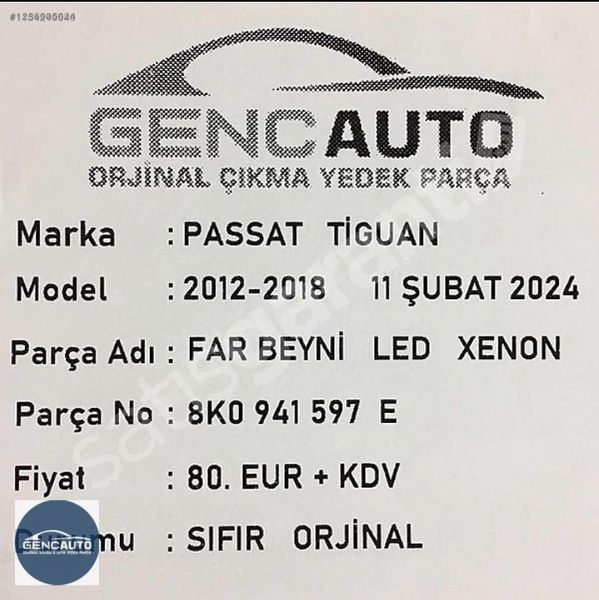 GENCAUTO
ORJİNAL ÇIKMA YEDEK PARÇA
Marka : PASSAT TİGUAN
Model : 2012-2018 11 ŞUBAT 2024
Parça Adı : FAR BEYNİ LED XENON
Parça No : 8K0 941 597 E
Fiyat : 80. EUR + KDV
mu : SIFIR ORJİNAL
GENCAUTO